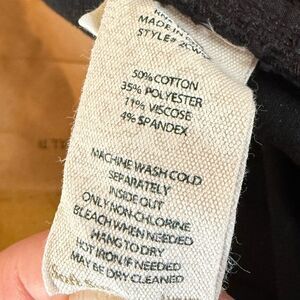 MADE IN
STYLE#
50% COTTON
35% POLYESTER
11% VISCOSE
4% SPANDEX
MACHINE WASH COLD
SEPARATELY
INSIDE OUT
ONLY NON-CHLORINE
BLEACH WHEN NEEDED
HANG TO DRY
HOT IRON, IF NEEDED
MAY BE DRY CLEANED